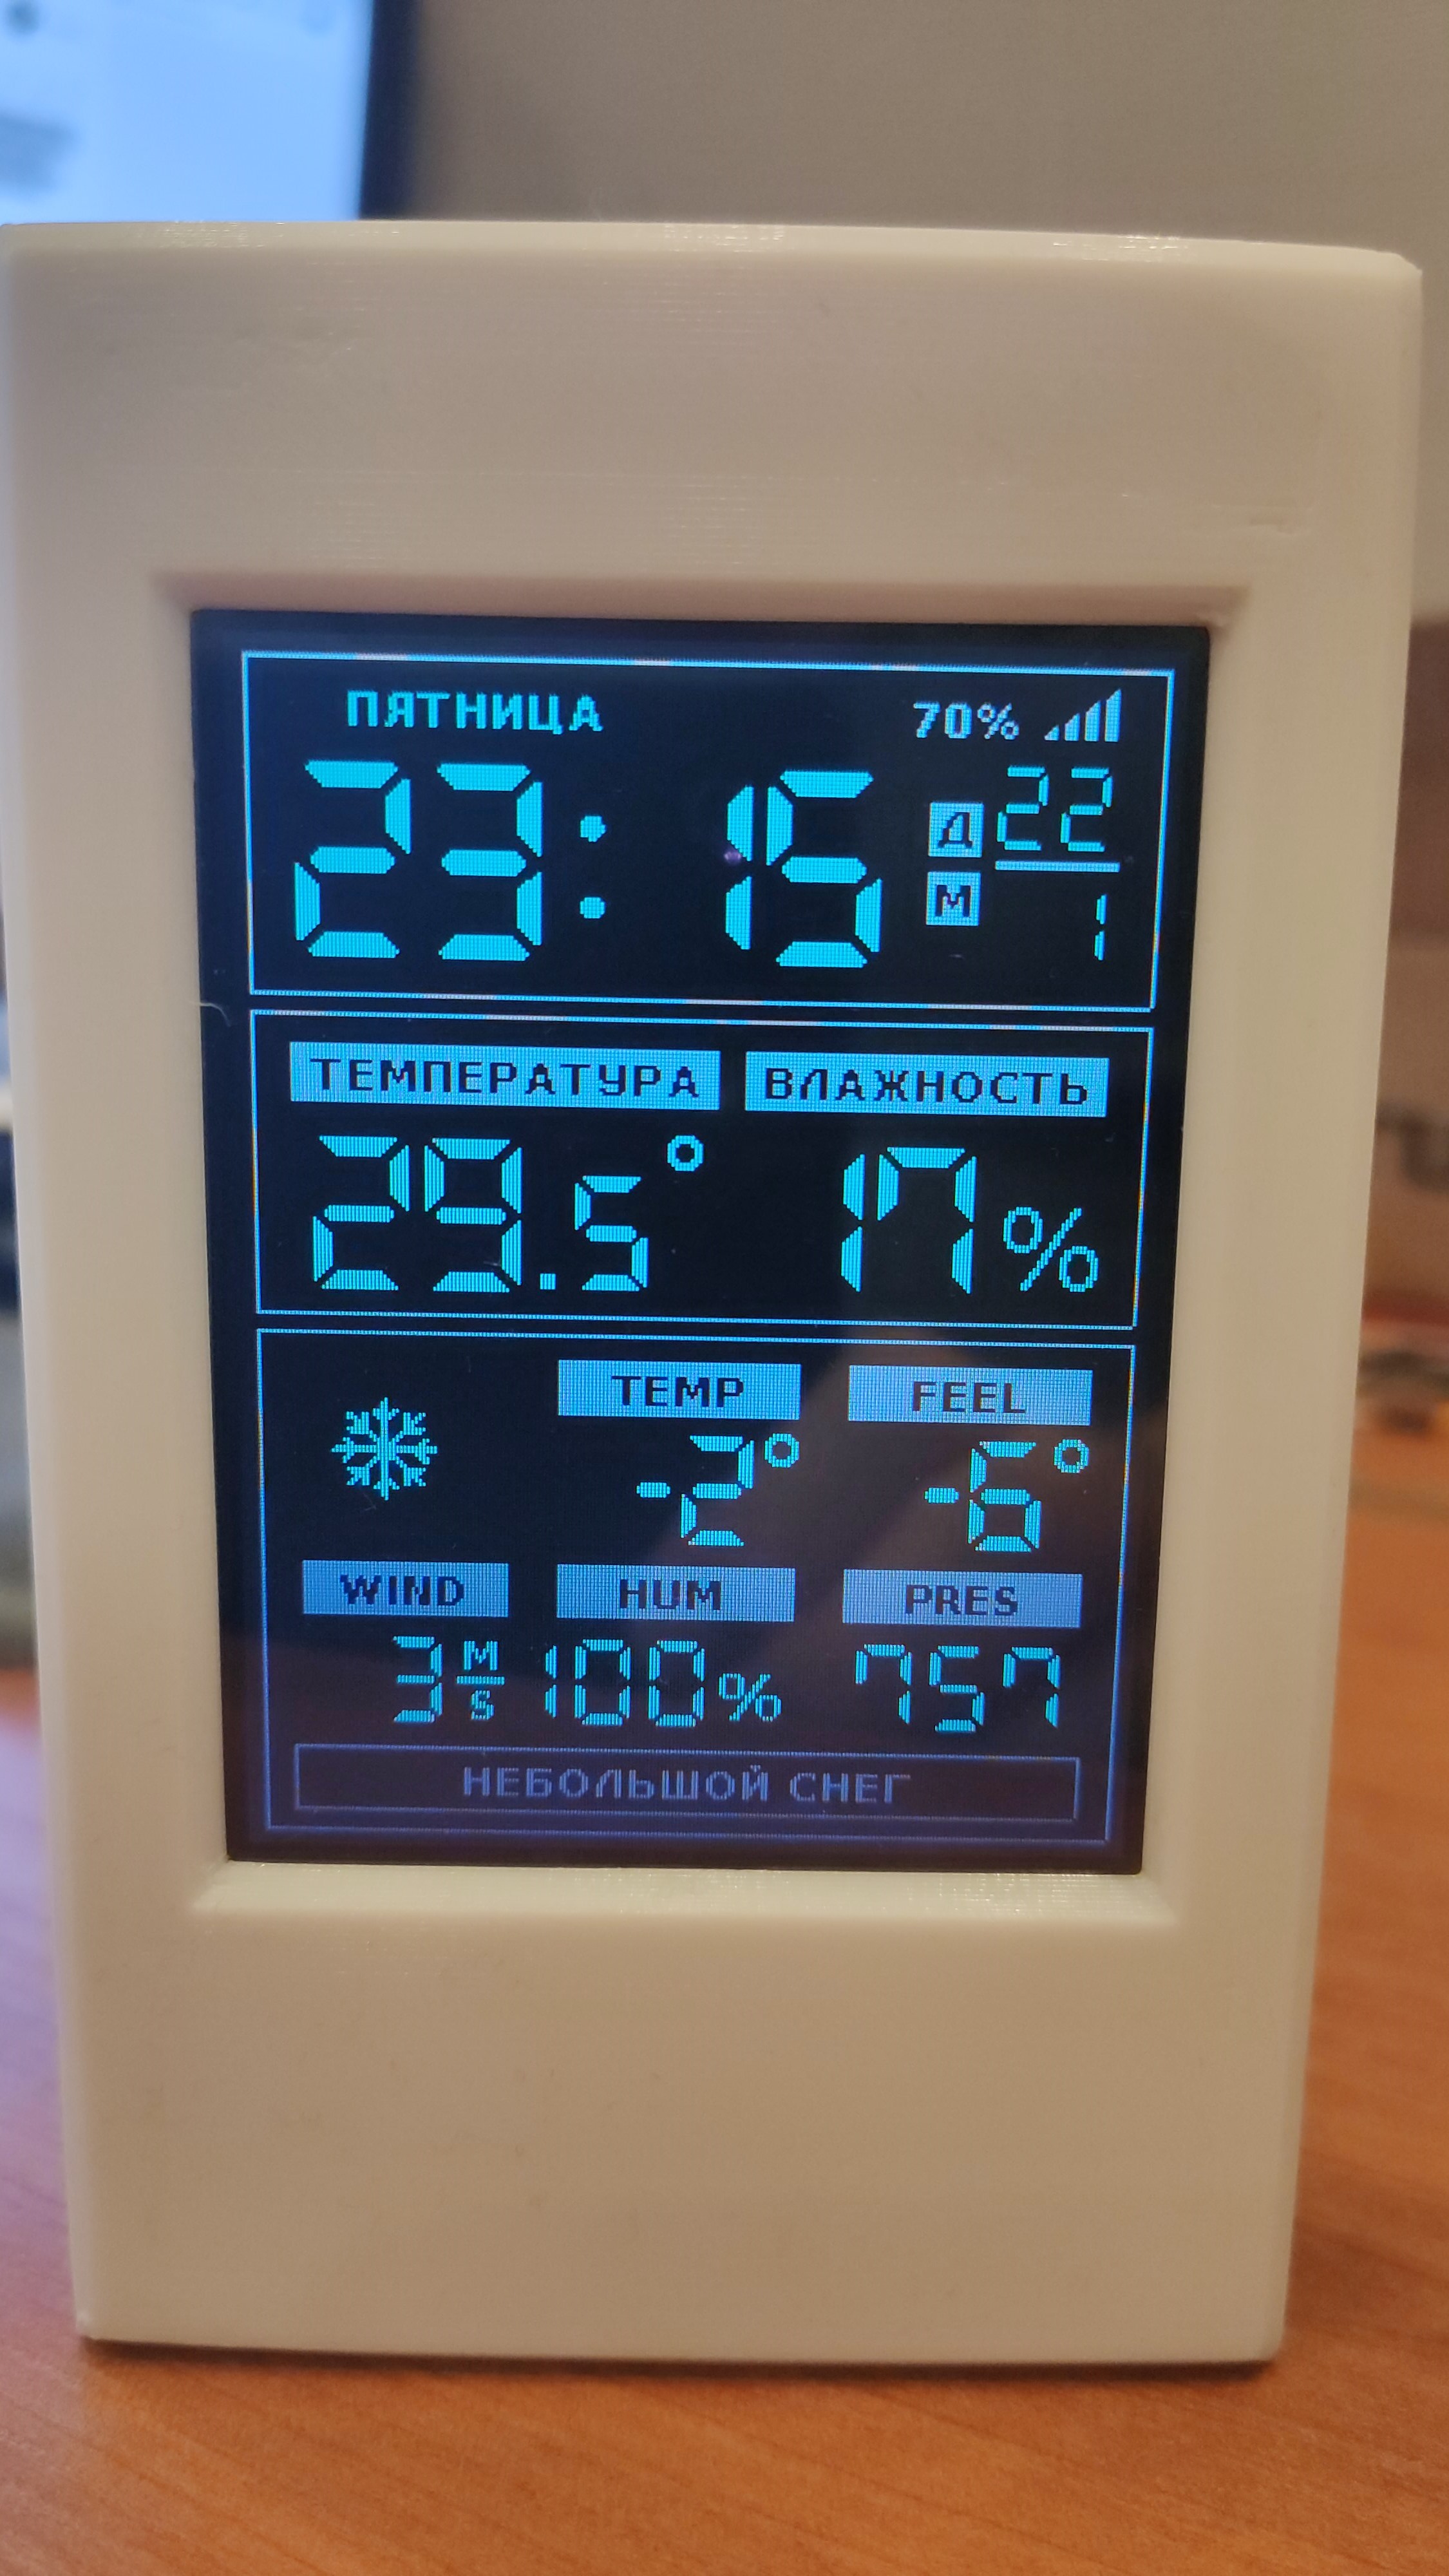 ПЯТНИЦА 70%
23:15 Д 22
М 1
ТЕМПЕРАТУРА ВЛАЖНОСТЬ
29.5° 17%
TEMP FEEL
-2° -6°
WIND HUM PRES
3 M/S 100% 757
НЕБОЛЬШОЙ СНЕГ